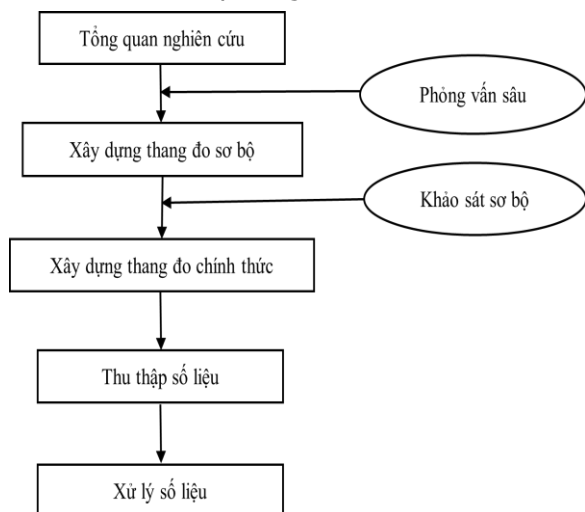 Tổng quan nghiên cứu
Phỏng vấn sâu
Xây dựng thang đo sơ bộ
Khảo sát sơ bộ
Xây dựng thang đo chính thức
Thu thập số liệu
Xử lý số liệu